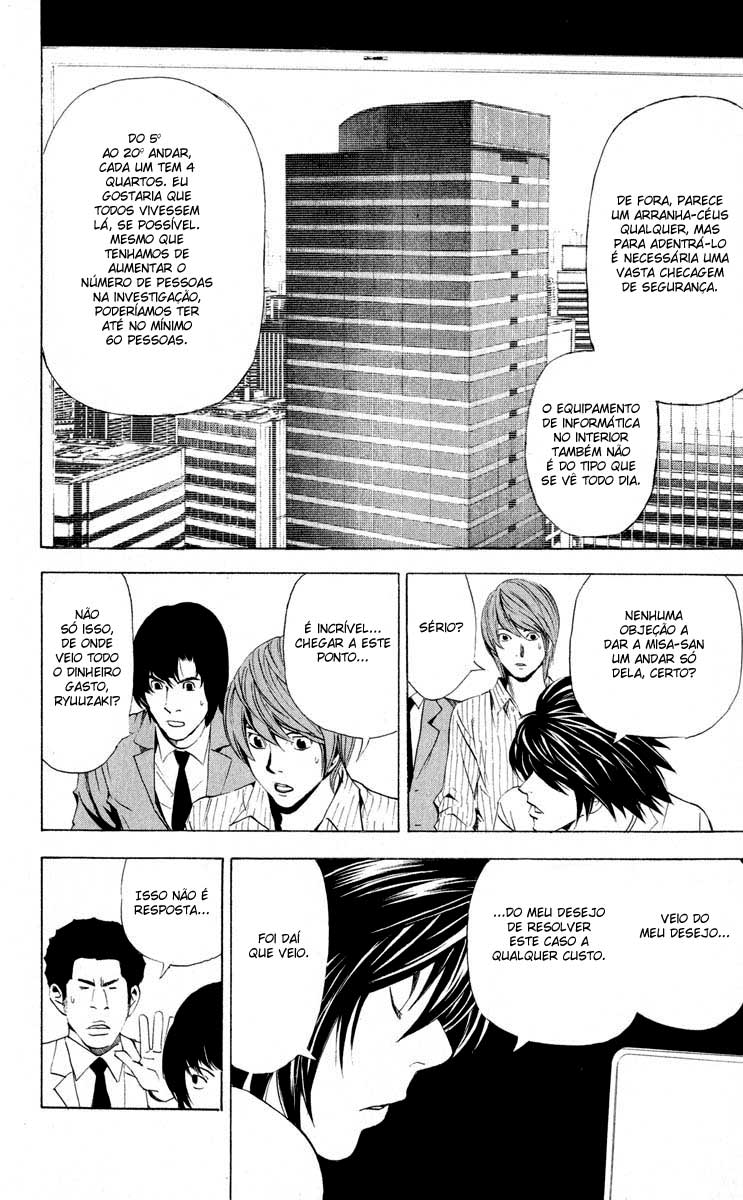 DE FORA, PARECE
UM ARRANHA-CÉUS
QUALQUER, MAS
PARA ADENTRÁ-LO
É NECESSÁRIA UMA
VASTA CHECAGEM
DE SEGURANÇA.
O EQUIPAMENTO
DE INFORMÁTICA
NO INTERIOR
TAMBÉM NÃO
É DO TIPO QUE
SE VÊ TODO DIA.
DO 5º
AO 20º ANDAR,
CADA UM TEM 4
QUARTOS. EU
GOSTARIA QUE
TODOS VIVESSEM
LÁ, SE POSSÍVEL.
MESMO QUE
TENHAMOS DE
AUMENTAR O
NÚMERO DE PESSOAS
NA INVESTIGAÇÃO,
PODERÍAMOS TER
ATÉ NO MÍNIMO
60 PESSOAS.
NENHUMA
OBJEÇÃO A
DAR A MISA-SAN
UM ANDAR SÓ
DELA, CERTO?
SÉRIO?
É INCRÍVEL...
CHEGAR A ESTE
PONTO...
NÃO
SÓ ISSO,
DE ONDE
VEIO TODO
O DINHEIRO
GASTO,
RYUUZAKI?
VEIO DO
MEU DESEJO...
...DO MEU DESEJO
DE RESOLVER
ESTE CASO A
QUALQUER CUSTO.
FOI DAÍ
QUE VEIO.
ISSO NÃO É
RESPOSTA...